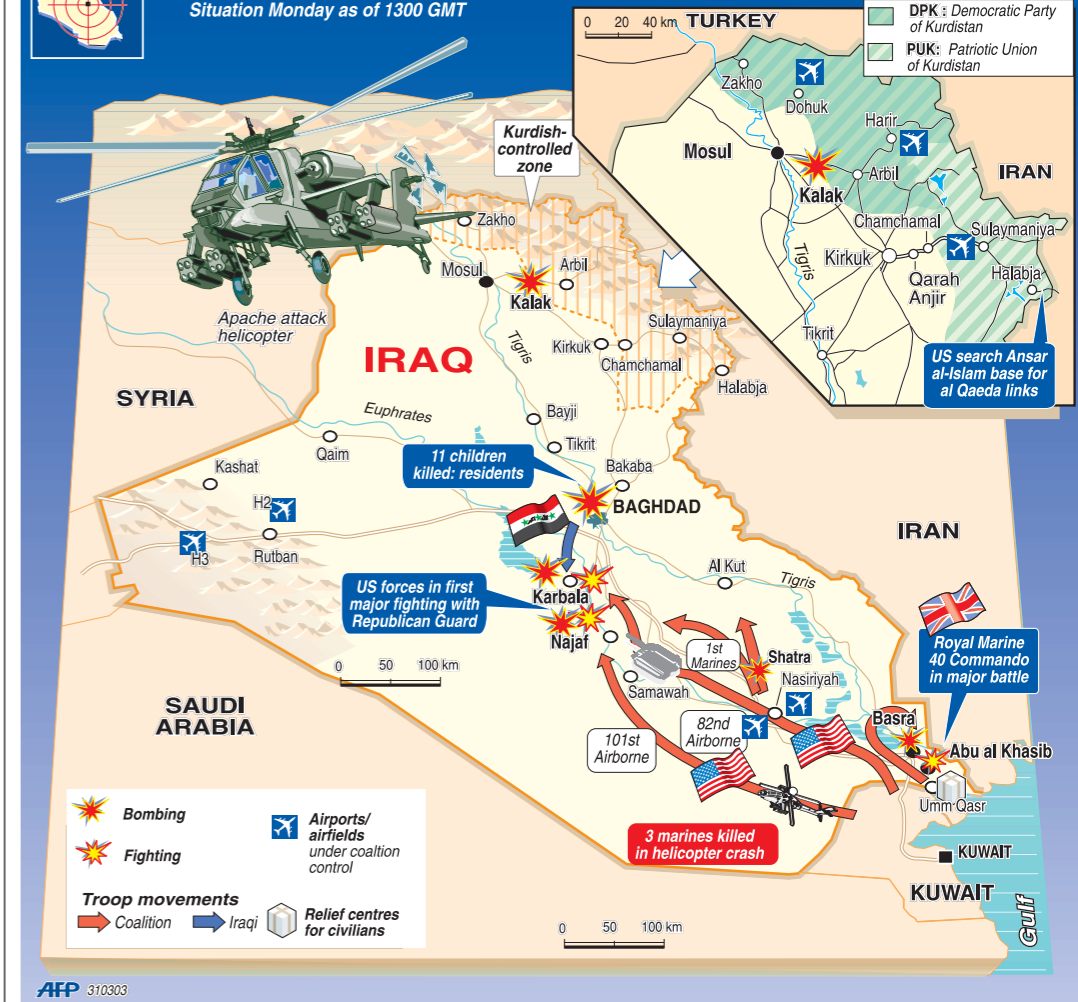 Situation Monday as of 1300 GMT
DPK : Democratic Party
of Kurdistan
PUK: Patriotic Union
of Kurdistan
0 20 40 km
TURKEY
Zakho
Dohuk
Harir
Mosul
Kalak
Arbil
IRAN
Chamchamal
Sulaymaniya
Tigris
Kirkuk
Qarah
Anjir
Halabja
Tikrit
US search Ansar
al-Islam base for
al Qaeda links
Kurdish-
controlled
zone
Zakho
Mosul
Arbil
Kalak
Apache attack
helicopter
Sulaymaniya
Tigris
Kirkuk
Chamchamal
IRAQ
Halabja
SYRIA
Euphrates
Bayji
Tikrit
Qaim
11 children
killed: residents
Bakaba
Kashat
BAGHDAD
H2
IRAN
H3
Rutban
Al Kut
Tigris
US forces in first
major fighting with
Republican Guard
Karbala
Najaf
Royal Marine
40 Commando
in major battle
0 50 100 km
1st
Marines
Shatra
Samawah
Nasiriyah
SAUDI
ARABIA
82nd
Airborne
Basra
101st
Airborne
Abu al Khasib
Umm Qasr
3 marines killed
in helicopter crash
KUWAIT
KUWAIT
Gulf
Bombing
Fighting
Airports/
airfields
under coaltion
control
Troop movements
Coalition
Iraqi
Relief centres
for civilians
0 50 100 km
AFP 310303